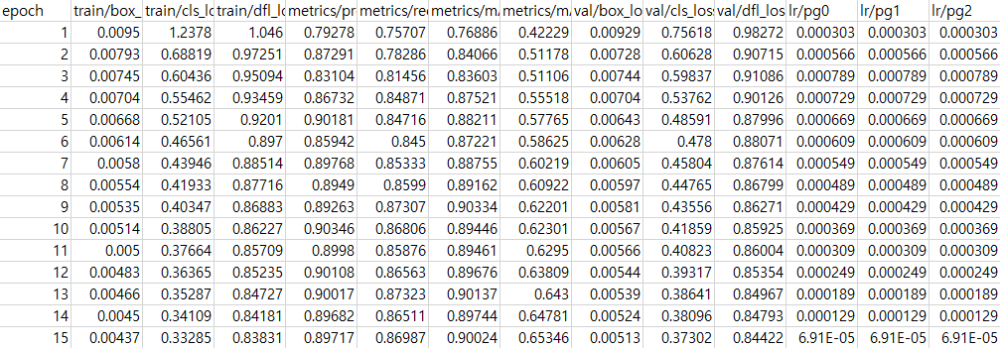 epoch train/box_ train/cls_lo train/dfl_lo metrics/pr metrics/rec metrics/m metrics/m val/box_lo val/cls_los val/dfl_los lr/pg0 lr/pg1 lr/pg2
1 0.0095 1.2378 1.046 0.79278 0.75707 0.76886 0.42229 0.00929 0.75618 0.98272 0.000303 0.000303 0.000303
2 0.00793 0.68819 0.97251 0.87291 0.78286 0.84066 0.51178 0.00728 0.60628 0.90715 0.000566 0.000566 0.000566
3 0.00745 0.60436 0.95094 0.83104 0.81456 0.83603 0.51106 0.00744 0.59837 0.91086 0.000789 0.000789 0.000789
4 0.00704 0.55462 0.93459 0.86732 0.84871 0.87521 0.55518 0.00704 0.53762 0.90126 0.000729 0.000729 0.000729
5 0.00668 0.52105 0.9201 0.90181 0.84716 0.88211 0.57765 0.00643 0.48591 0.87996 0.000669 0.000669 0.000669
6 0.00614 0.46561 0.897 0.85942 0.845 0.87221 0.58625 0.00628 0.478 0.88071 0.000609 0.000609 0.000609
7 0.0058 0.43946 0.88514 0.89768 0.85333 0.88755 0.60219 0.00605 0.45804 0.87614 0.000549 0.000549 0.000549
8 0.00554 0.41933 0.87716 0.8949 0.8599 0.89162 0.60922 0.00597 0.44765 0.86799 0.000489 0.000489 0.000489
9 0.00535 0.40347 0.86883 0.89263 0.87307 0.90334 0.62201 0.00581 0.43556 0.86271 0.000429 0.000429 0.000429
10 0.00514 0.38805 0.86227 0.90346 0.86806 0.89446 0.62301 0.00567 0.41859 0.85925 0.000369 0.000369 0.000369
11 0.005 0.37664 0.85709 0.8998 0.85876 0.89461 0.6295 0.00566 0.40823 0.86004 0.000309 0.000309 0.000309
12 0.00483 0.36365 0.85235 0.90108 0.86563 0.89676 0.63809 0.00544 0.39317 0.85354 0.000249 0.000249 0.000249
13 0.00466 0.35287 0.84727 0.90017 0.87323 0.90137 0.643 0.00539 0.38641 0.84967 0.000189 0.000189 0.000189
14 0.0045 0.34109 0.84181 0.89682 0.86511 0.89744 0.64781 0.00524 0.38096 0.84793 0.000129 0.000129 0.000129
15 0.00437 0.33285 0.83831 0.89717 0.86987 0.90024 0.65346 0.00513 0.37302 0.84422 6.91E-05 6.91E-05 6.91E-05